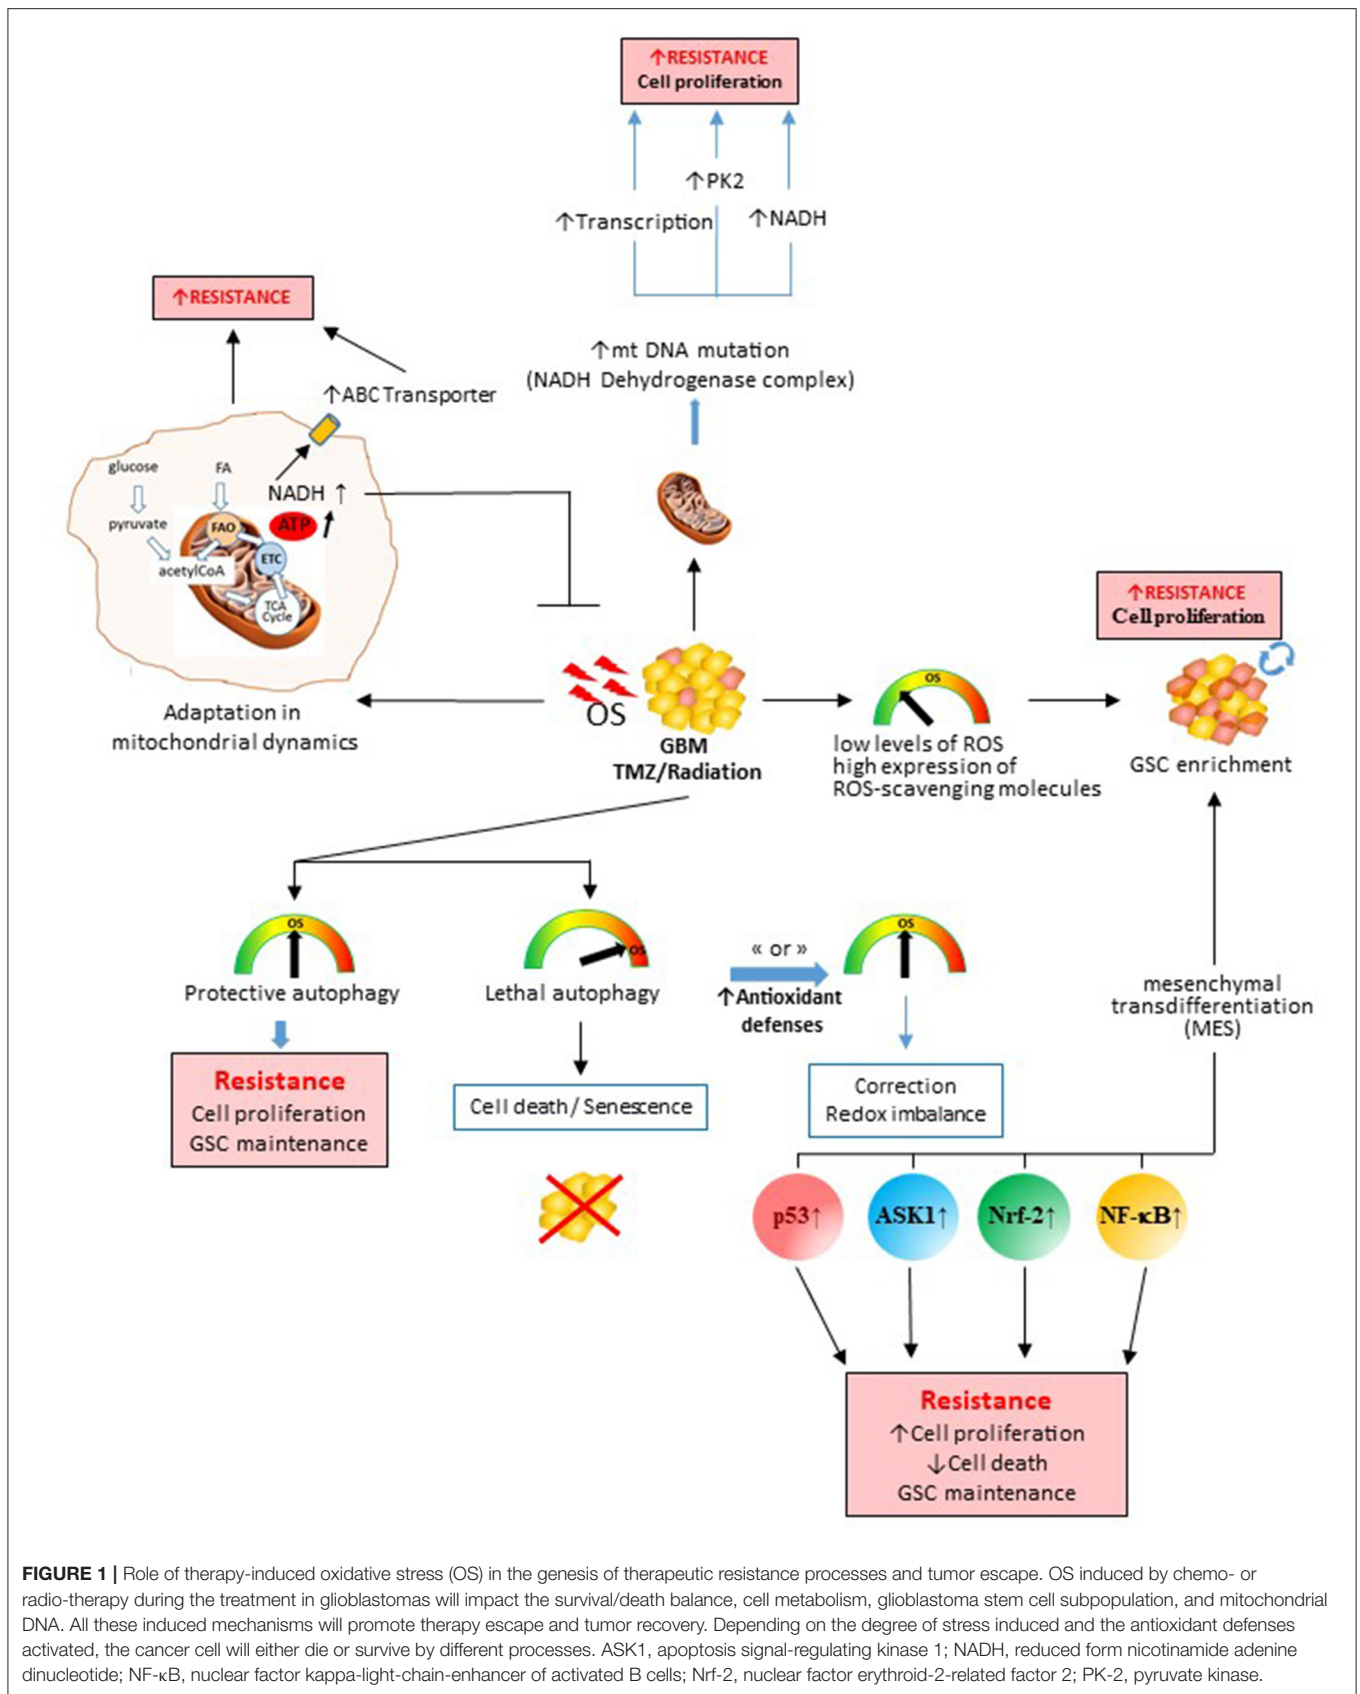 ↑RESISTANCE
Cell proliferation
↑PK2
↑Transcription
↑NADH
↑RESISTANCE
↑mt DNA mutation
(NADH Dehydrogenase complex)
↑ABC Transporter
glucose
FA
NADH ↑
pyruvate
FAO
ATP
ETC
acetylCoA
TCA
Cycle
↑RESISTANCE
Cell proliferation
OS
OS
Adaptation in
mitochondrial dynamics
GBM
TMZ/Radiation
low levels of ROS
high expression of
ROS-scavenging molecules
GSC enrichment
OS
Protective autophagy
OS
Lethal autophagy
« or »
↑Antioxidant
defenses
OS
mesenchymal
transdifferentiation
(MES)
Resistance
Cell proliferation
GSC maintenance
Cell death/ Senescence
Correction
Redox imbalance
p53↑
ASK1↑
Nrf-2↑
NF-κB↑
Resistance
↑Cell proliferation
↓Cell death
GSC maintenance
FIGURE 1 | Role of therapy-induced oxidative stress (OS) in the genesis of therapeutic resistance processes and tumor escape. OS induced by chemo- or
radio-therapy during the treatment in glioblastomas will impact the survival/death balance, cell metabolism, glioblastoma stem cell subpopulation, and mitochondrial
DNA. All these induced mechanisms will promote therapy escape and tumor recovery. Depending on the degree of stress induced and the antioxidant defenses
activated, the cancer cell will either die or survive by different processes. ASK1, apoptosis signal-regulating kinase 1; NADH, reduced form nicotinamide adenine
dinucleotide; NF-κB, nuclear factor kappa-light-chain-enhancer of activated B cells; Nrf-2, nuclear factor erythroid-2-related factor 2; PK-2, pyruvate kinase.